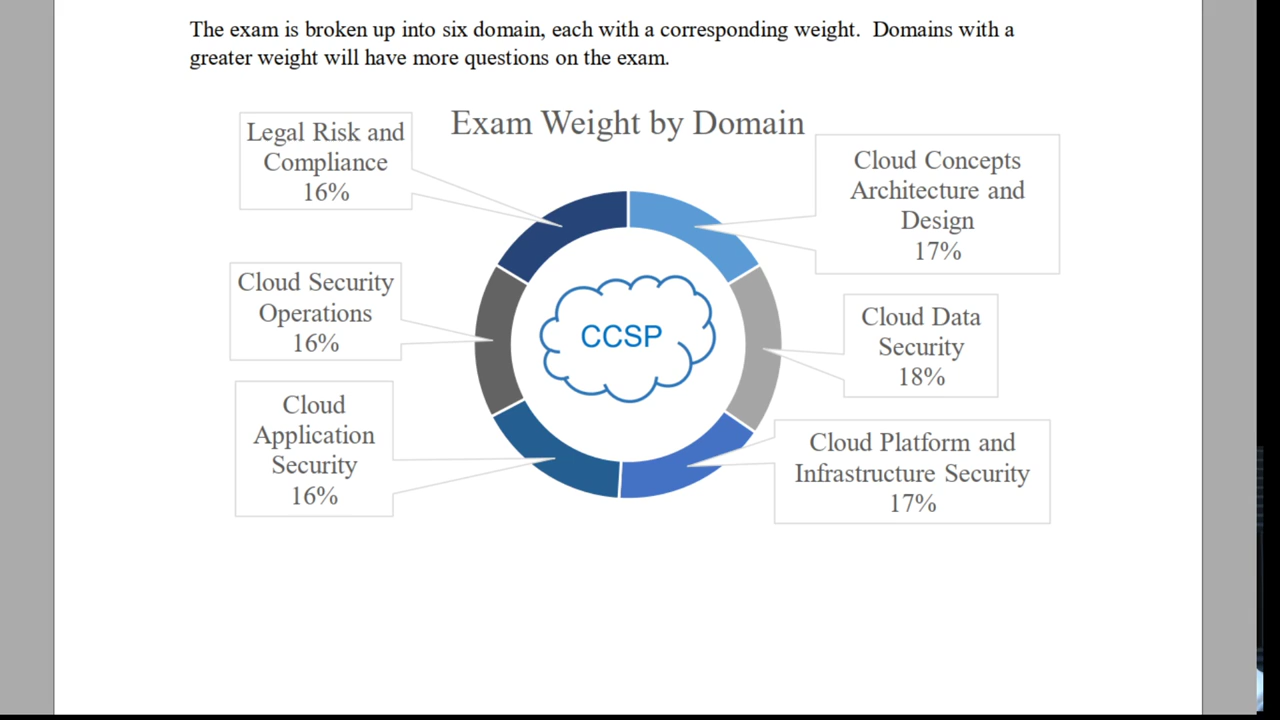 The exam is broken up into six domain, each with a corresponding weight.  Domains with a
greater weight will have more questions on the exam.
Exam Weight by Domain
Legal Risk and
Compliance
16%
Cloud Concepts
Architecture and
Design
17%
Cloud Security
Operations
16%
Cloud Data
Security
18%
CCSP
Cloud
Application
Security
16%
Cloud Platform and
Infrastructure Security
17%